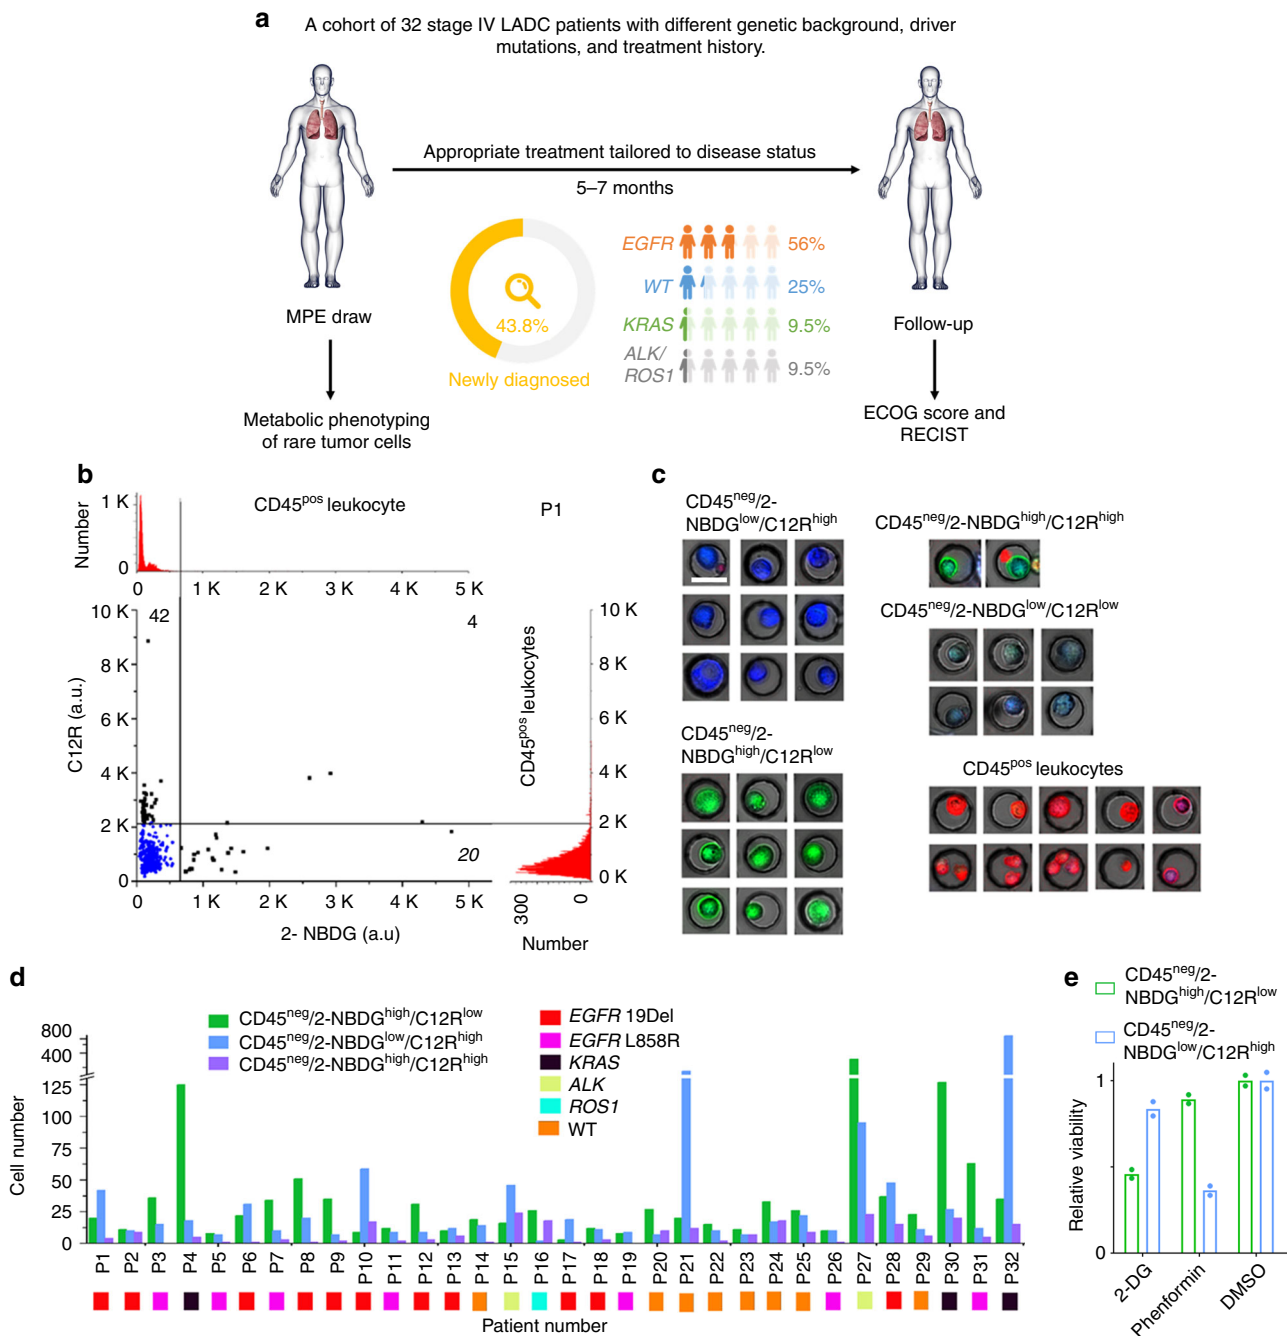 a
A cohort of 32 stage IV LADC patients with different genetic background, driver
mutations, and treatment history.
Appropriate treatment tailored to disease status
5–7 months
MPE draw
Metabolic phenotyping
of rare tumor cells
43.8%
Newly diagnosed
EGFR 56%
WT 25%
KRAS 9.5%
ALK/
ROS1 9.5%
Follow-up
ECOG score and
RECIST
b
CD45pos leukocyte
P1
Number
1 K
0
0 1 K 2 K 3 K 4 K 5 K
C12R (a.u.)
10 K
8 K
6 K
4 K
2 K
0
42
4
20
0 1 K 2 K 3 K 4 K 5 K
2- NBDG (a.u)
CD45pos leukocytes
10 K
8 K
6 K
4 K
2 K
0 K
300 0
Number
c
CD45neg/2-
NBDGlow/C12Rhigh
CD45neg/2-NBDGhigh/C12Rhigh
CD45neg/2-NBDGlow/C12Rlow
CD45neg/2-
NBDGhigh/C12Rlow
CD45pos leukocytes
d
CD45neg/2-NBDGhigh/C12Rlow
CD45neg/2-NBDGlow/C12Rhigh
CD45neg/2-NBDGhigh/C12Rhigh
EGFR 19Del
EGFR L858R
KRAS
ALK
ROS1
WT
Cell number
800
400
125
100
75
50
25
0
P1 P2 P3 P4 P5 P6 P7 P8 P9 P10 P11 P12 P13 P14 P15 P16 P17 P18 P19 P20 P21 P22 P23 P24 P25 P26 P27 P28 P29 P30 P31 P32
Patient number
e
CD45neg/2-
NBDGhigh/C12Rlow
CD45neg/2-
NBDGlow/C12Rhigh
Relative viability
1
0
2-DG
Phenformin
DMSO